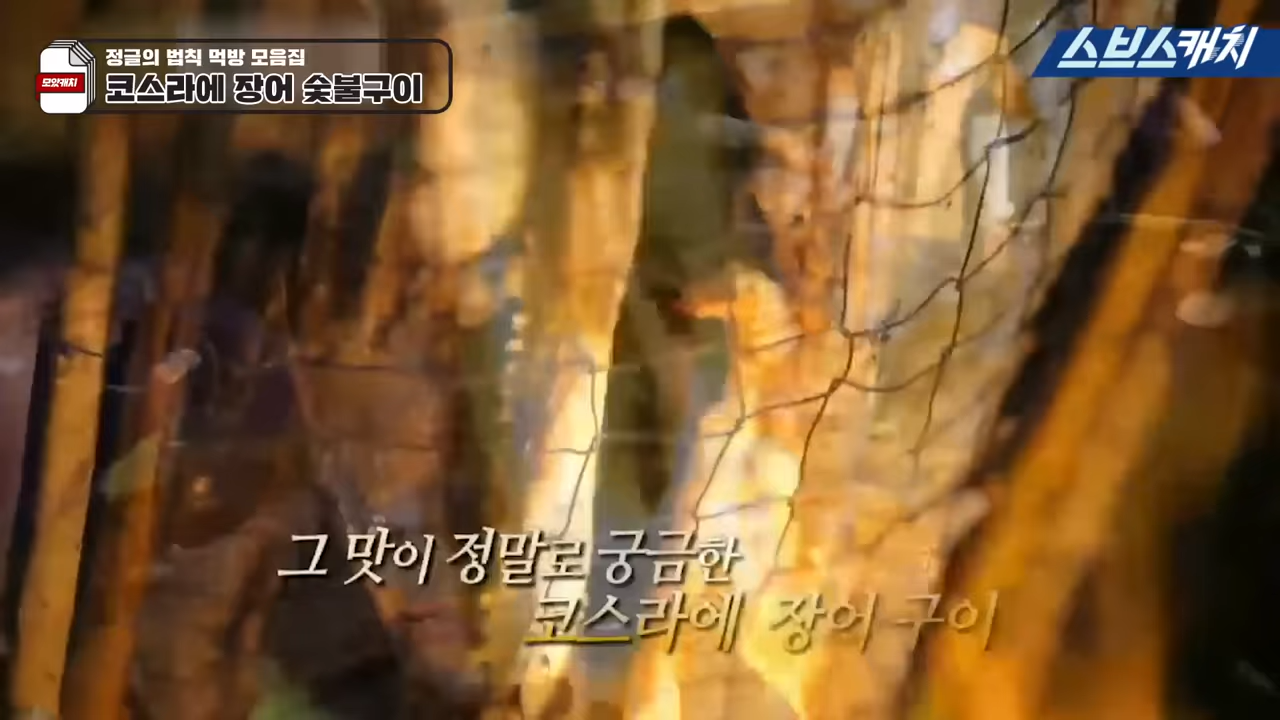 정글의 법칙 먹방 모음집
모았캐치
코스라에 장어 숯불구이
스브스캐치
그 맛이 정말로 궁금한
코스라에 장어 구이